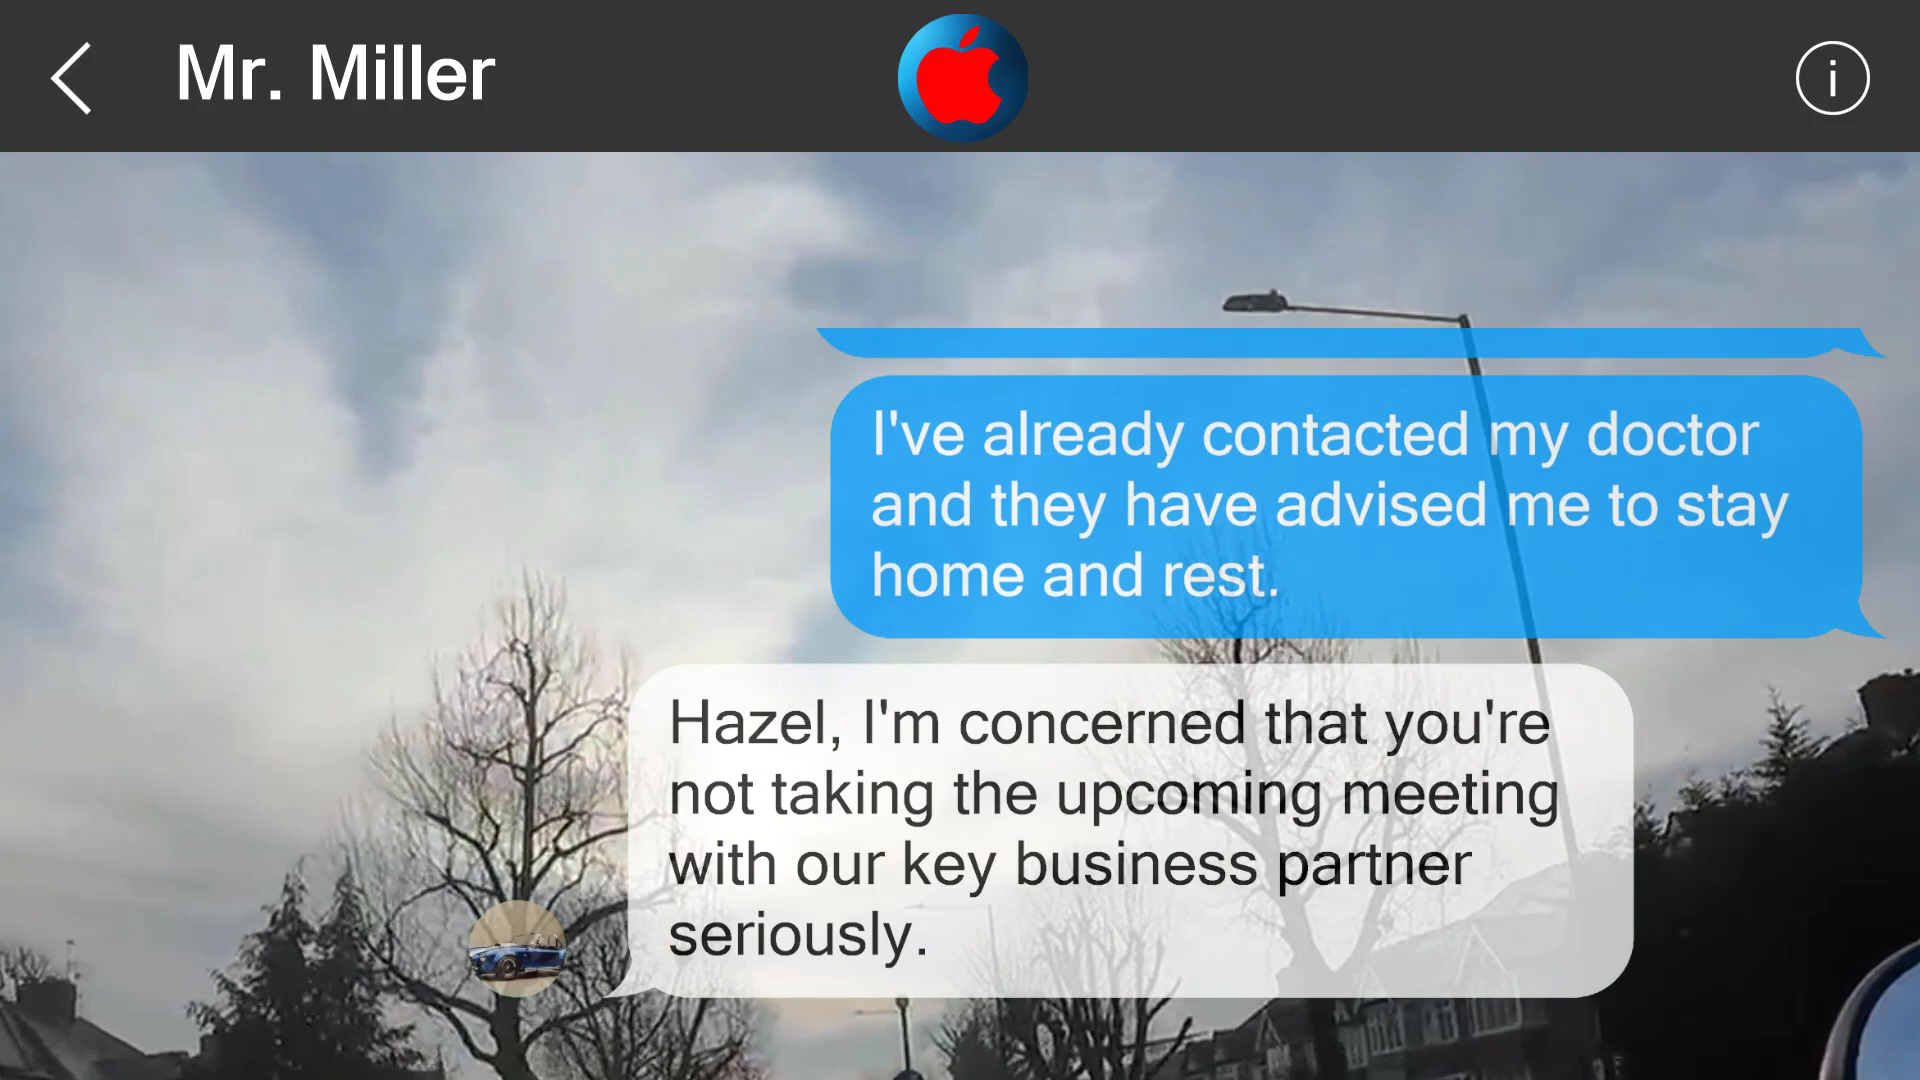 Mr. Miller
i
I've already contacted my doctor
and they have advised me to stay
home and rest.
Hazel, I'm concerned that you're
not taking the upcoming meeting
with our key business partner
seriously.